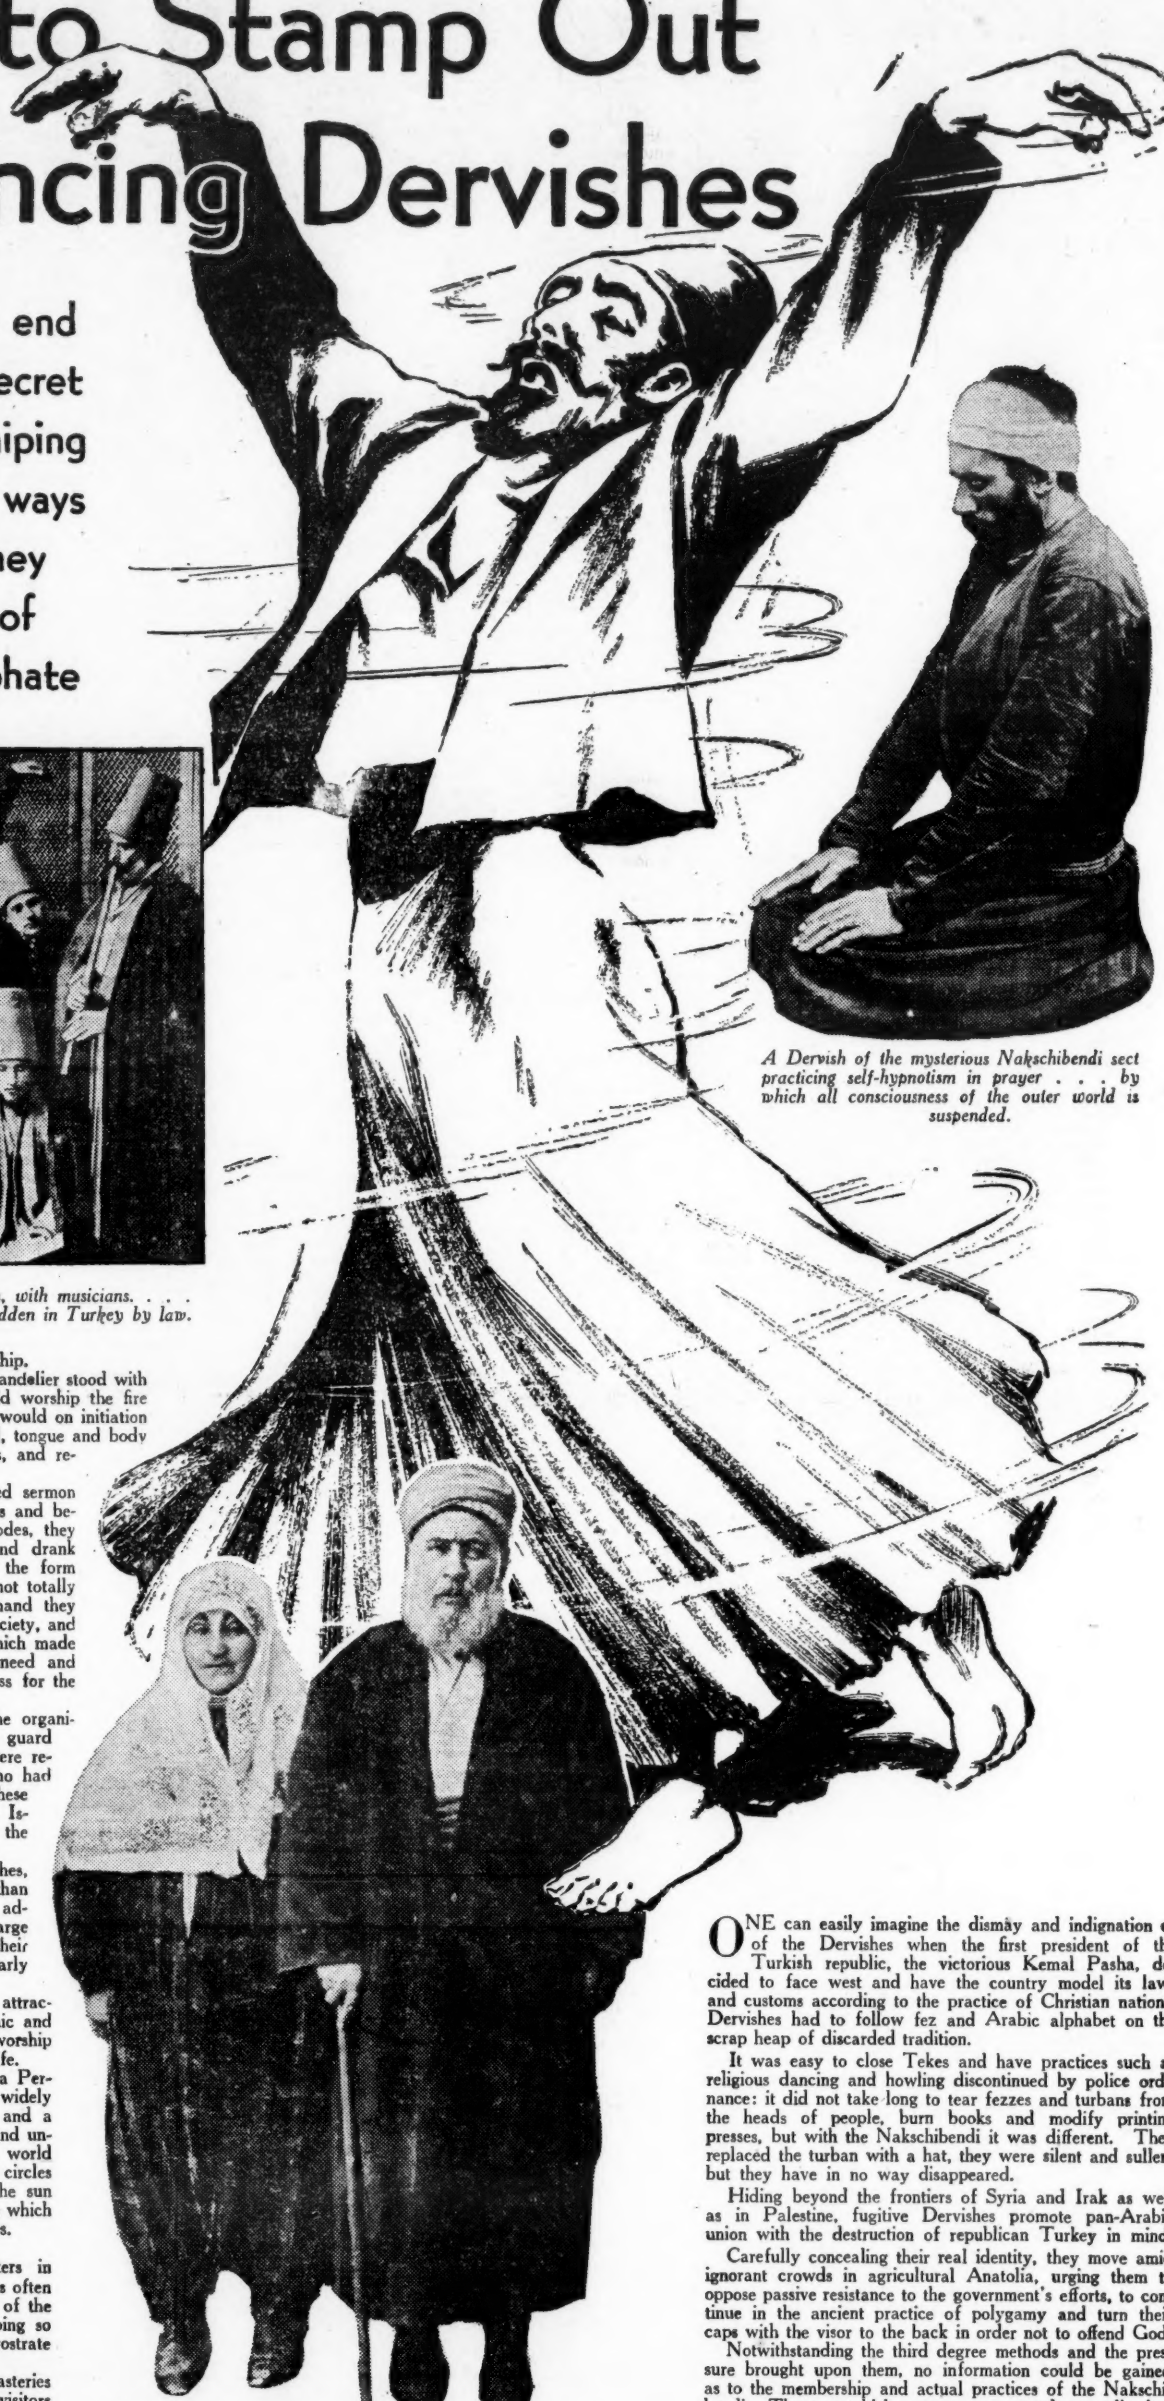 to Stamp Out
ncing Dervishes
end
ecret
iping
ways
hey
of
phate
A Dervish of the mysterious Nakschibendi sect
practicing self-hypnotism in prayer . . . by
which all consciousness of the outer world is
suspended.
, with musicians. . . .
dden in Turkey by law.
hip.
andelier stood with
d worship the fire
would on initiation
, tongue and body
, and re-
ed sermon
s and be-
odes, they
nd drank
the form
not totally
hand they
ciety, and
hich made
need and
ss for the
he organi-
guard
ere re-
ho had
hese
Is-
the
hes,
han
ad-
arge
heir
arly
attrac-
ic and
worship
fe.
a Per-
widely
and a
nd un-
world
circles
he sun
which
s.
ers in
s often
of the
ing so
ostrate
asteries
visitors
ONE can easily imagine the dismay and indignation
of the Dervishes when the first president of th
Turkish republic, the victorious Kemal Pasha, de
cided to face west and have the country model its law
and customs according to the practice of Christian nation
Dervishes had to follow fez and Arabic alphabet on th
scrap heap of discarded tradition.
It was easy to close Tekes and have practices such a
religious dancing and howling discontinued by police ord
nance: it did not take long to tear fezzes and turbans from
the heads of people, burn books and modify printin
presses, but with the Nakschibendi it was different. The
replaced the turban with a hat, they were silent and sullen
but they have in no way disappeared.
Hiding beyond the frontiers of Syria and Irak as we
as in Palestine, fugitive Dervishes promote pan-Arabi
union with the destruction of republican Turkey in mind
Carefully concealing their real identity, they move ami
ignorant crowds in agricultural Anatolia, urging them t
oppose passive resistance to the government's efforts, to con
tinue in the ancient practice of polygamy and turn their
caps with the visor to the back in order not to offend God
Notwithstanding the third degree methods and the pres
sure brought upon them, no information could be gained
as to the membership and actual practices of the Nakschi